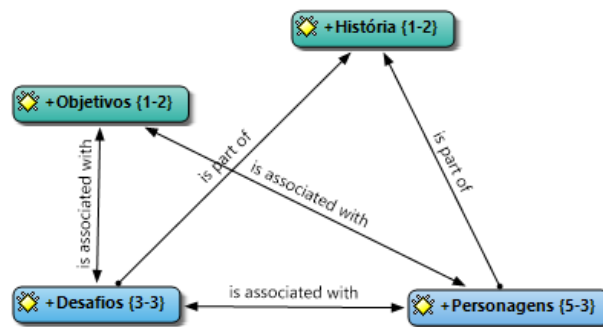 +História {1-2}
+Objetivos {1-2}
is part of
is associated with
is part of
is associated with
is associated with
+Desafios {3-3}
+Personagens {5-3}